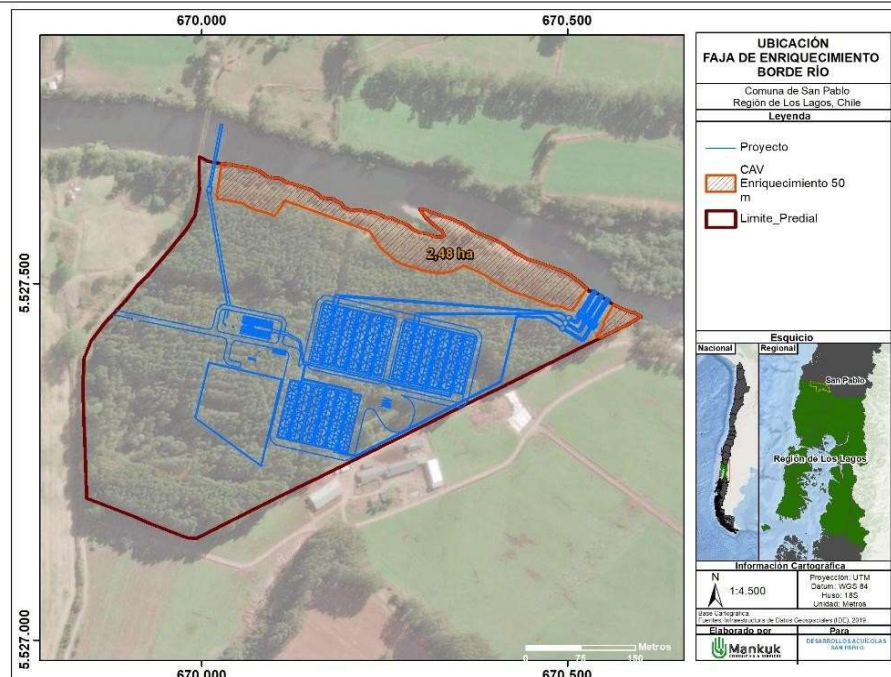 670.000
670.500
5.527.500
5.527.000
2,48 ha
Metros
0
75
150
670.000
670.500
UBICACIÓN
FAJA DE ENRIQUECIMIENTO
BORDE RÍO
Comuna de San Pablo
Región de Los Lagos, Chile
Leyenda
Proyecto
CAV
Enriquecimiento 50
m
Limite_Predial
Esquicio
Nacional
Regional
San Pablo
Región de Los Lagos
Información Cartográfica
N
1:4.500
Proyección: UTM
Datum: WGS 84
Huso: 18S
Unidad: Metros
Base Cartográfica
Fuentes: Infraestructura de Datos Geoespaciales (IDE), 2019
Elaborado por
Para
Mankuk
DESARROLLOS ACUÍCOLAS